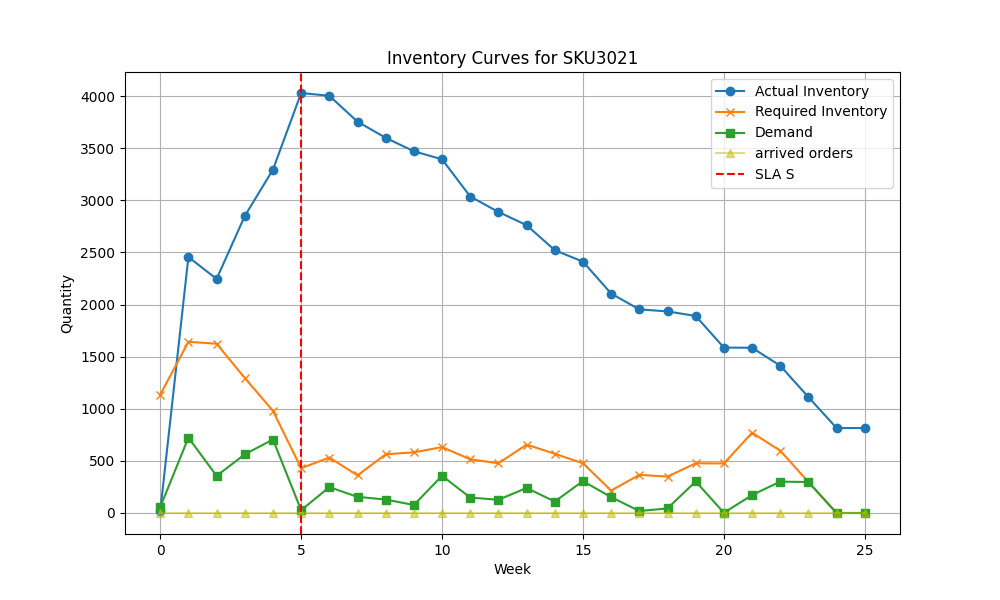 Inventory Curves for SKU3021
Actual Inventory
Required Inventory
Demand
arrived orders
SLA S
Quantity
4000
3500
3000
2500
2000
1500
1000
500
0
0 5 10 15 20 25
Week